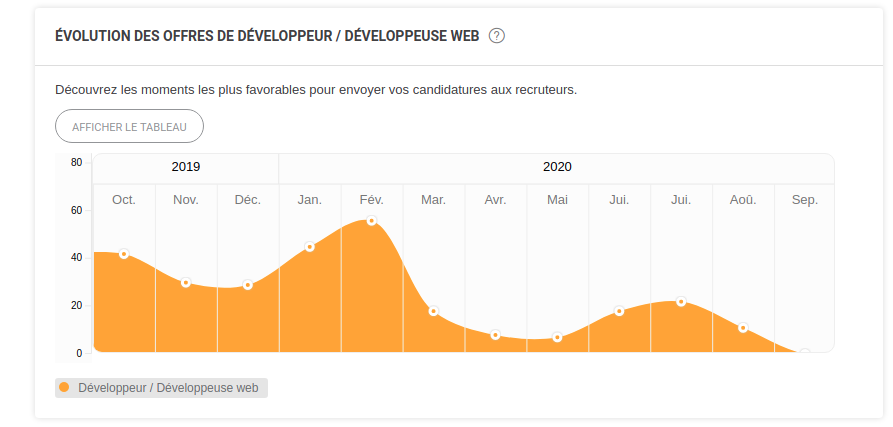 ÉVOLUTION DES OFFRES DE DÉVELOPPEUR / DÉVELOPPEUSE WEB ?
Découvrez les moments les plus favorables pour envoyer vos candidatures aux recruteurs.
AFFICHER LE TABLEAU
80
2019 2020
Oct. Nov. Déc. Jan. Fév. Mar. Avr. Mai Jui. Jui. Aoû. Sep.
60
40
20
0
Développeur / Développeuse web